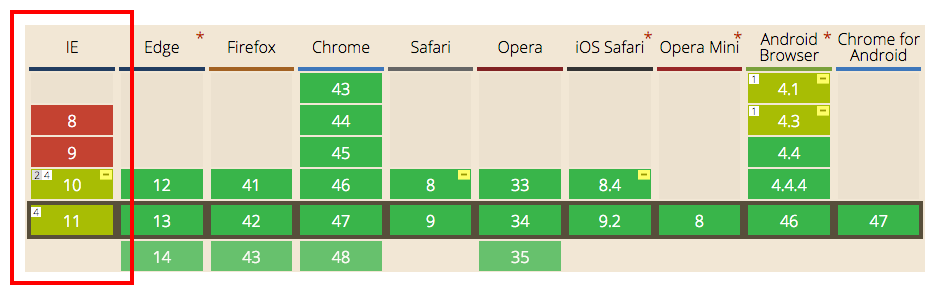 IE Edge * Firefox Chrome Safari Opera iOS Safari * Opera Mini * Android Browser * Chrome for Android
43 1 4.1 -
8 44 1 4.3 -
9 45 4.4
2 4 10 - 12 41 46 8 - 33 8.4 - 4.4.4
4 11 13 42 47 9 34 9.2 8 46 47
14 43 48 35